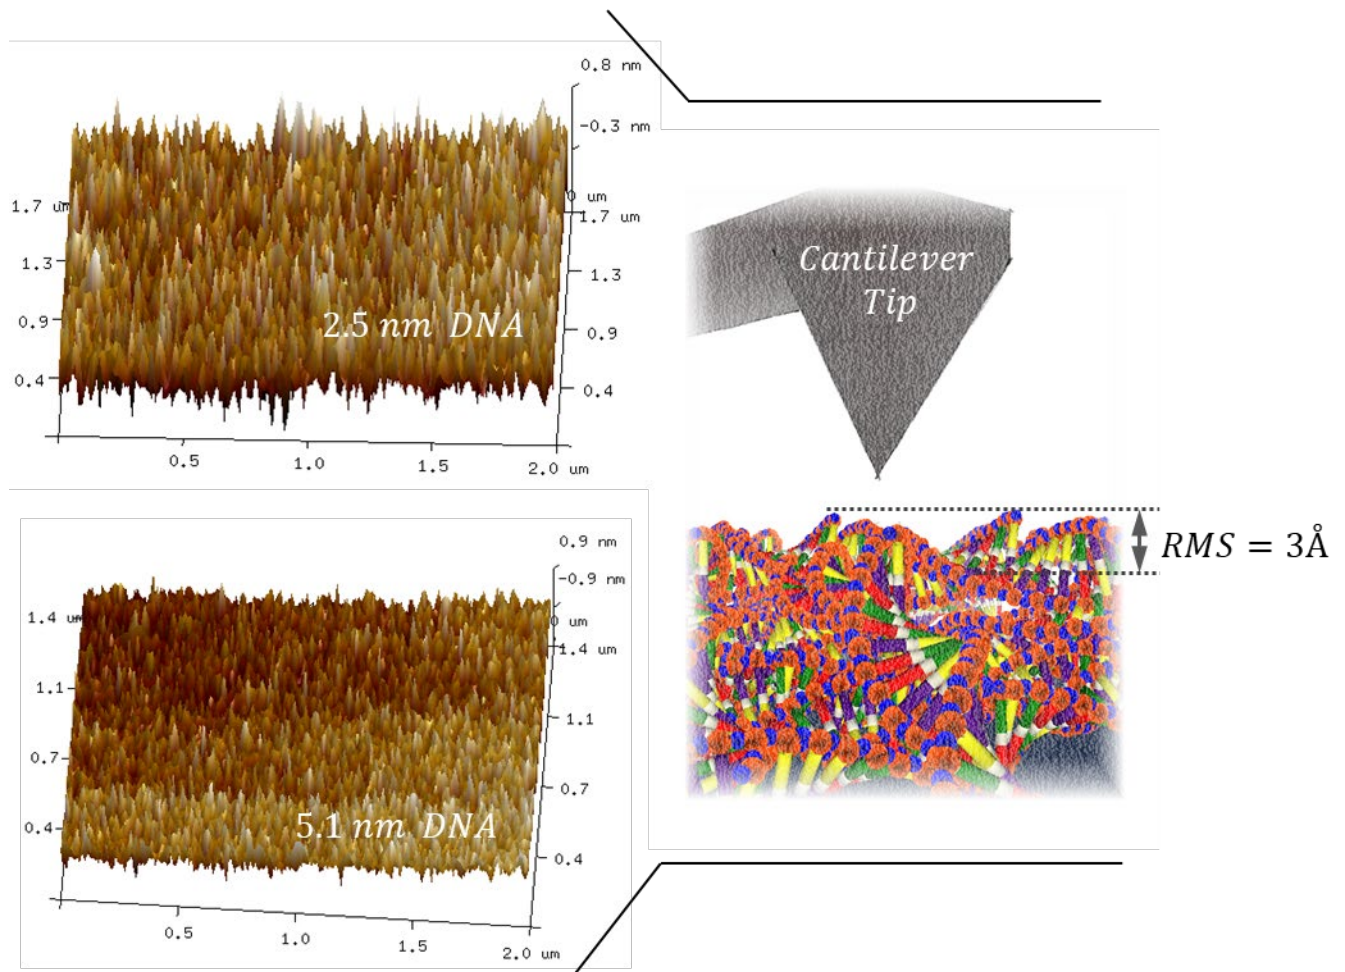 0.8 nm
-0.3 nm
0 um
1.7 um
1.7 um
1.3
1.3
0.9
0.9
2.5 nm DNA
0.4
0.4
0.5
1.0
1.5
2.0 um
Cantilever
Tip
RMS = 3Å
0.9 nm
-0.9 nm
0 um
1.4 um
1.4 um
1.1
1.1
0.7
0.7
0.4
5.1 nm DNA
0.4
0.5
1.0
1.5
2.0 um